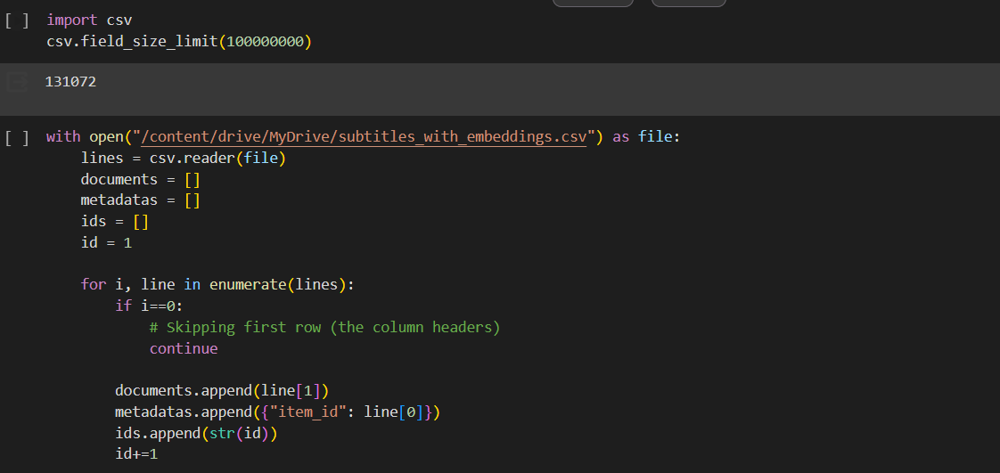 [ ] import csv
csv.field_size_limit(100000000)
131072
[ ] with open("/content/drive/MyDrive/subtitles_with_embeddings.csv") as file:
lines = csv.reader(file)
documents = []
metadatas = []
ids = []
id = 1
for i, line in enumerate(lines):
if i==0:
# Skipping first row (the column headers)
continue
documents.append(line[1])
metadatas.append({"item_id": line[0]})
ids.append(str(id))
id+=1